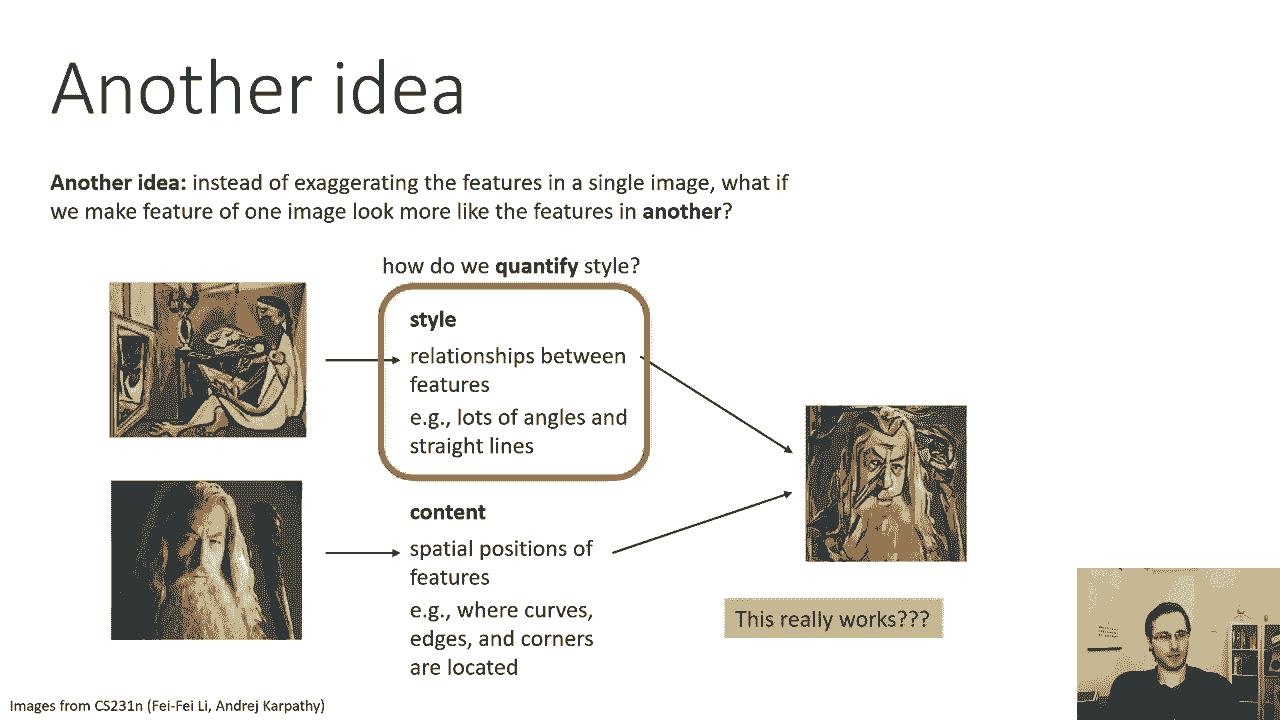 Another idea
Another idea: instead of exaggerating the features in a single image, what if
we make feature of one image look more like the features in another?
how do we quantify style?
style
relationships between
features
e.g., lots of angles and
straight lines
content
spatial positions of
features
e.g., where curves,
edges, and corners
are located
This really works???
Images from CS231n (Fei-Fei Li, Andrej Karpathy)